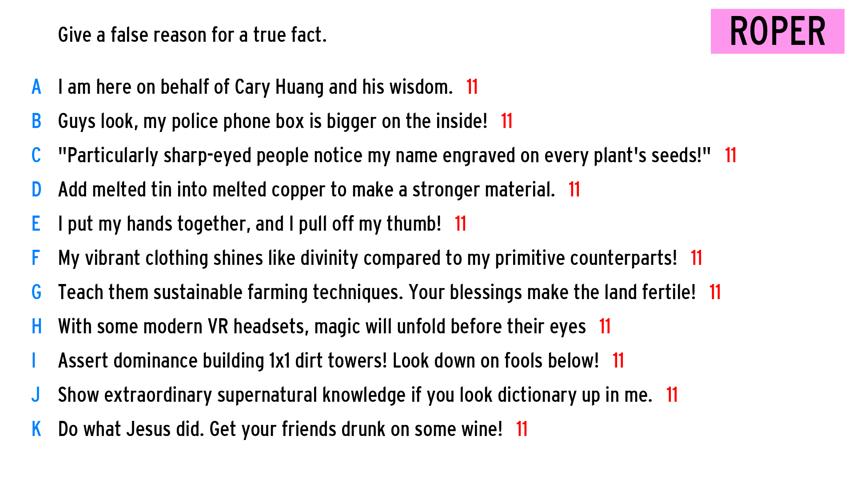 Give a false reason for a true fact.
ROPER
A I am here on behalf of Cary Huang and his wisdom. 11
B Guys look, my police phone box is bigger on the inside! 11
C "Particularly sharp-eyed people notice my name engraved on every plant's seeds!" 11
D Add melted tin into melted copper to make a stronger material. 11
E I put my hands together, and I pull off my thumb! 11
F My vibrant clothing shines like divinity compared to my primitive counterparts! 11
G Teach them sustainable farming techniques. Your blessings make the land fertile! 11
H With some modern VR headsets, magic will unfold before their eyes 11
I Assert dominance building 1x1 dirt towers! Look down on fools below! 11
J Show extraordinary supernatural knowledge if you look dictionary up in me. 11
K Do what Jesus did. Get your friends drunk on some wine! 11